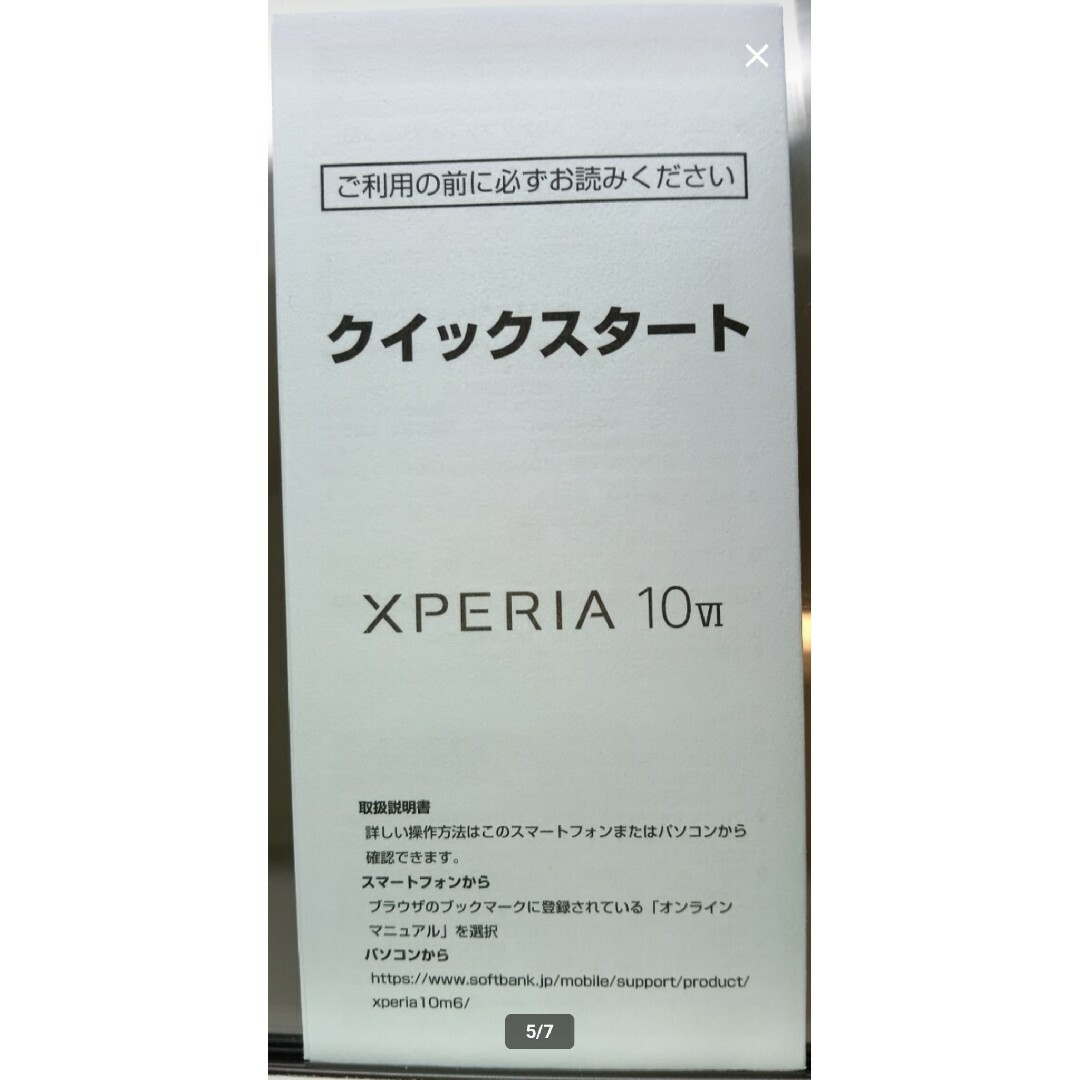 ×
ご利用の前に必ずお読みください
クイックスタート
XPERIA 10 VI
取扱説明書
詳しい操作方法はこのスマートフォンまたはパソコンから
確認できます。
スマートフォンから
ブラウザのブックマークに登録されている「オンライン
マニュアル」を選択
パソコンから
https://www.softbank.jp/mobile/support/product/
xperia10m6/
5/7